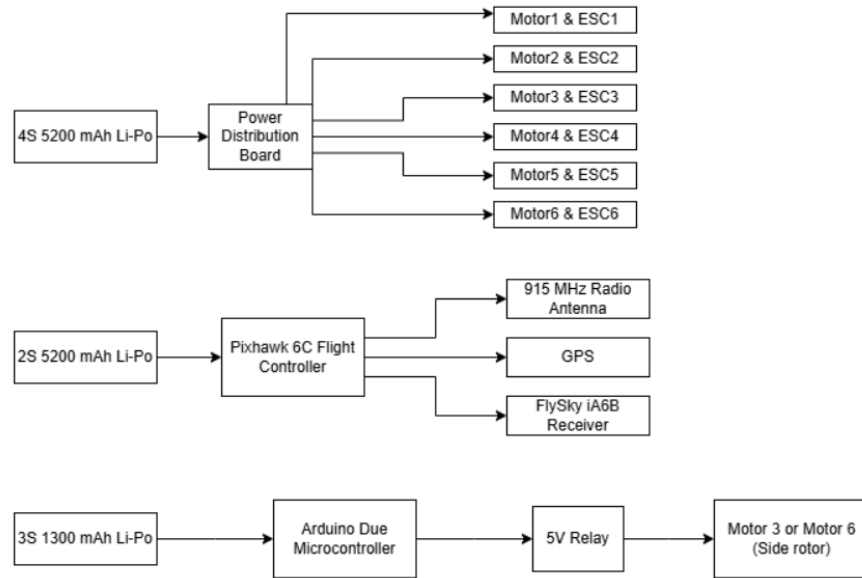 Motor1 & ESC1
Motor2 & ESC2
Motor3 & ESC3
4S 5200 mAh Li-Po
Power
Distribution
Board
Motor4 & ESC4
Motor5 & ESC5
Motor6 & ESC6
915 MHz Radio
Antenna
2S 5200 mAh Li-Po
Pixhawk 6C Flight
Controller
GPS
FlySky iA6B
Receiver
3S 1300 mAh Li-Po
Arduino Due
Microcontroller
5V Relay
Motor 3 or Motor 6
(Side rotor)